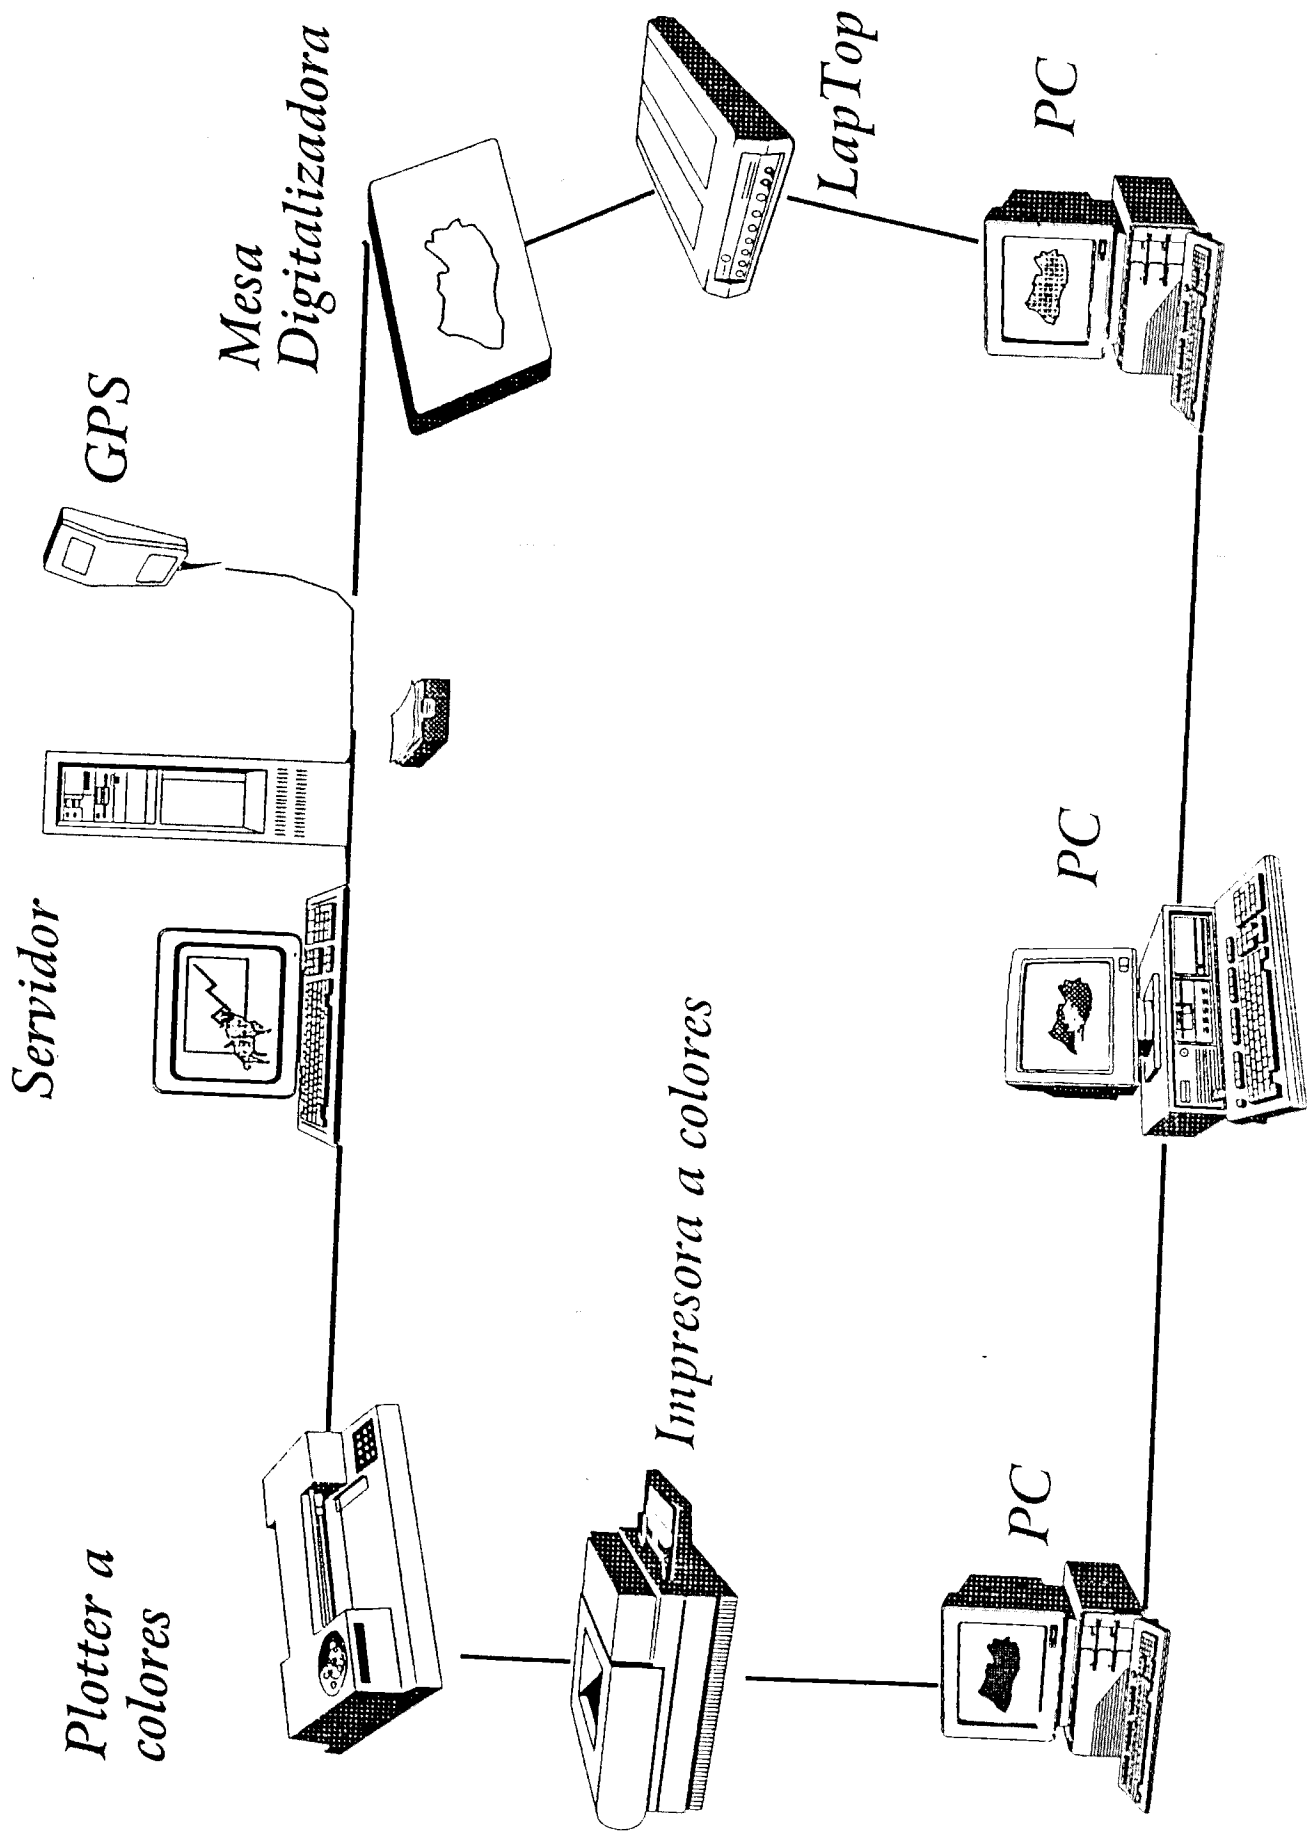 Plotter a
colores
Servidor
GPS
Mesa
Digitalizadora
Impresora a colores
LapTop
PC
PC
PC